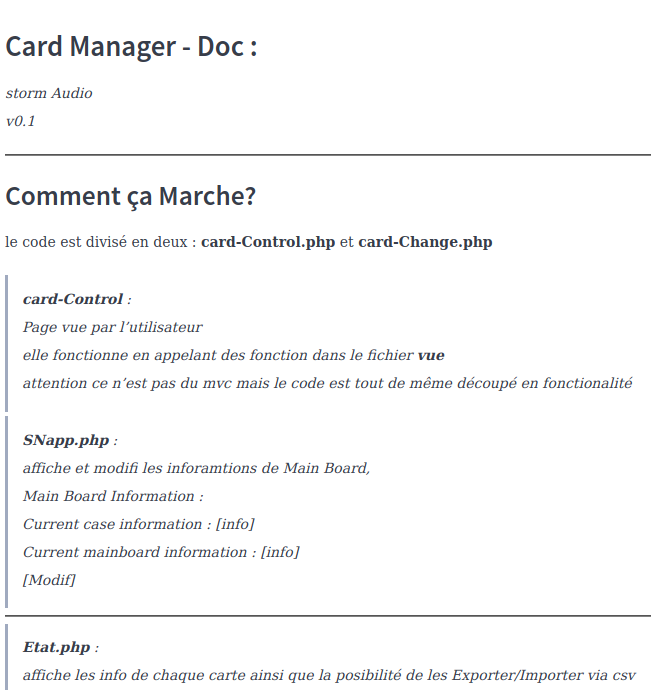 Card Manager - Doc :
storm Audio
v0.1
Comment ça Marche?
le code est divisé en deux : card-Control.php et card-Change.php
card-Control :
Page vue par l’utilisateur
elle fonctionne en appelant des fonction dans le fichier vue
attention ce n’est pas du mvc mais le code est tout de même découpé en fonctionalité
SNapp.php :
affiche et modifi les inforamtions de Main Board,
Main Board Information :
Current case information : [info]
Current mainboard information : [info]
[Modif]
Etat.php :
affiche les info de chaque carte ainsi que la posibilité de les Exporter/Importer via csv